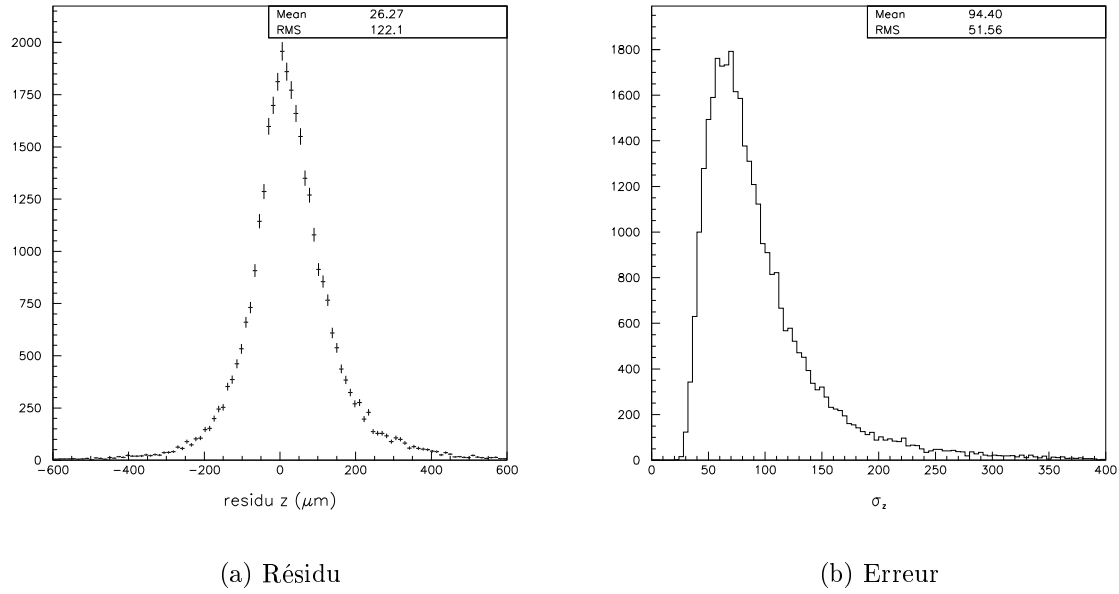 Mean 26.27
RMS 122.1
2000
1750
1500
1250
1000
750
500
250
0
−600 −400 −200 0 200 400 600
residu z (μm)
(a) Résidu
Mean 94.40
RMS 51.56
1800
1600
1400
1200
1000
800
600
400
200
0
0 50 100 150 200 250 300 350 400
σz
(b) Erreur